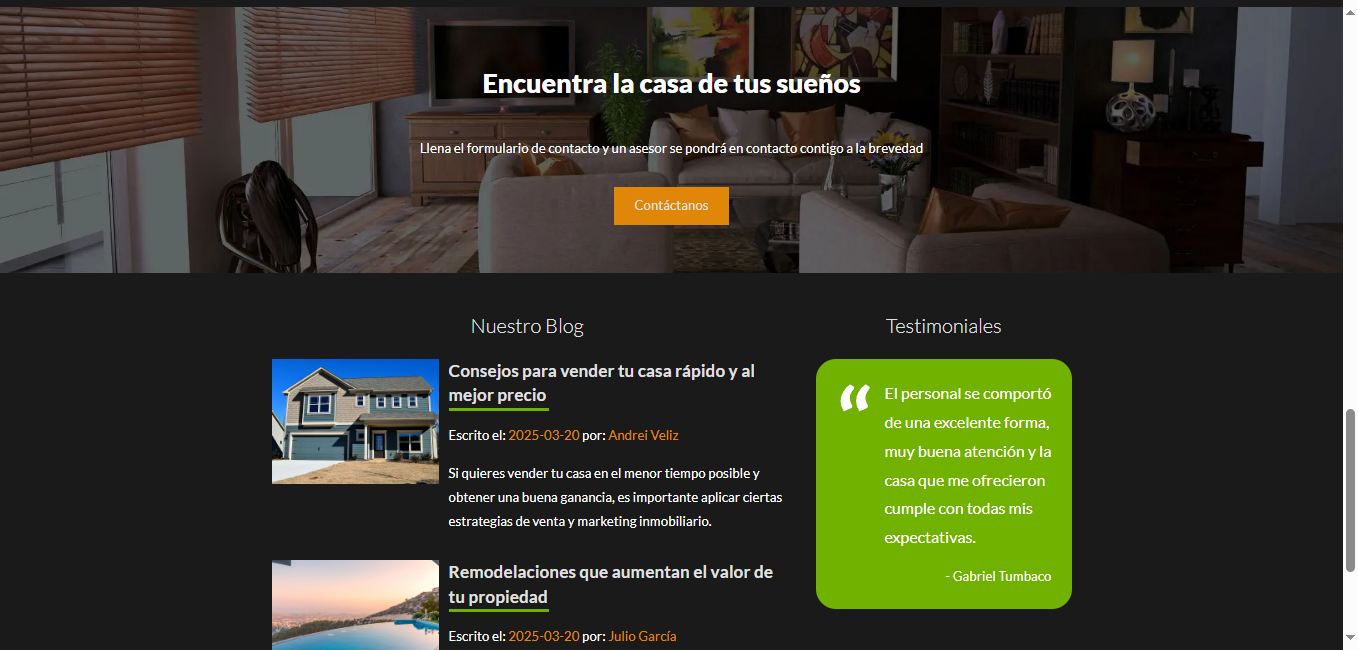 Encuentra la casa de tus sueños
Llena el formulario de contacto y un asesor se pondrá en contacto contigo a la brevedad
Contáctanos
Nuestro Blog
Consejos para vender tu casa rápido y al
mejor precio
Escrito el: 2025-03-20 por: Andrei Veliz
Si quieres vender tu casa en el menor tiempo posible y
obtener una buena ganancia, es importante aplicar ciertas
estrategias de venta y marketing inmobiliario.
Remodelaciones que aumentan el valor de
tu propiedad
Escrito el: 2025-03-20 por: Julio García
Testimoniales
“
El personal se comportó
de una excelente forma,
muy buena atención y la
casa que me ofrecieron
cumple con todas mis
expectativas.
- Gabriel Tumbaco